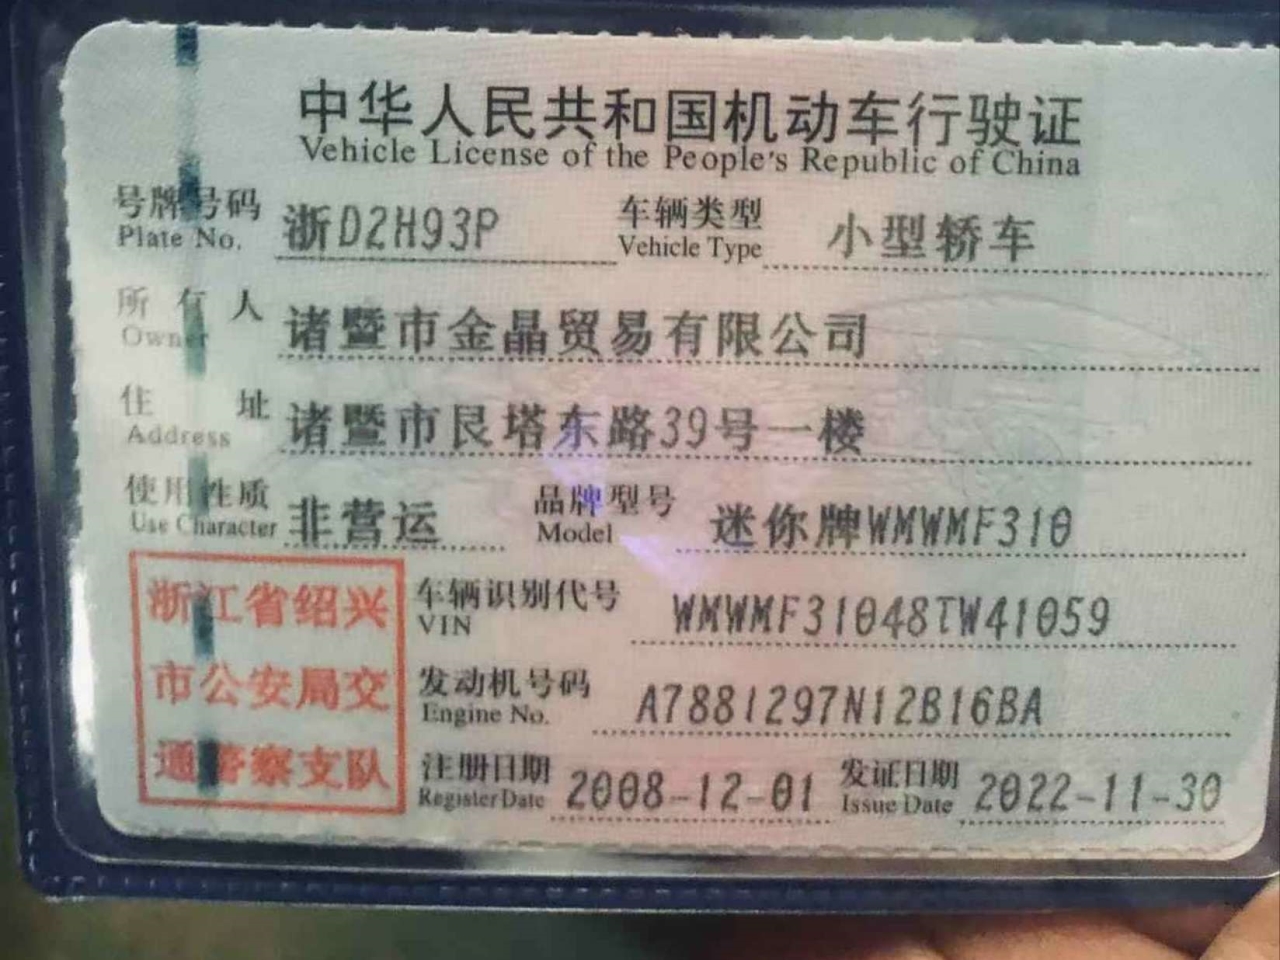 中华人民共和国机动车行驶证
Vehicle License of the People's Republic of China
号牌号码 浙D2H93P 车辆类型 小型轿车
Plate No. Vehicle Type
所有人 诸暨市金晶贸易有限公司
Owner
住址 诸暨市艮塔东路39号一楼
Address
使用性质 非营运 品牌型号 迷你牌WMWMF310
Use Character Model
浙江省绍兴
市公安局交
通警察支队
车辆识别代号 WMWMF31048TW41059
VIN
发动机号码 A7881297N12B16BA
Engine No.
注册日期 2008-12-01 发证日期 2022-11-30
Register Date Issue Date